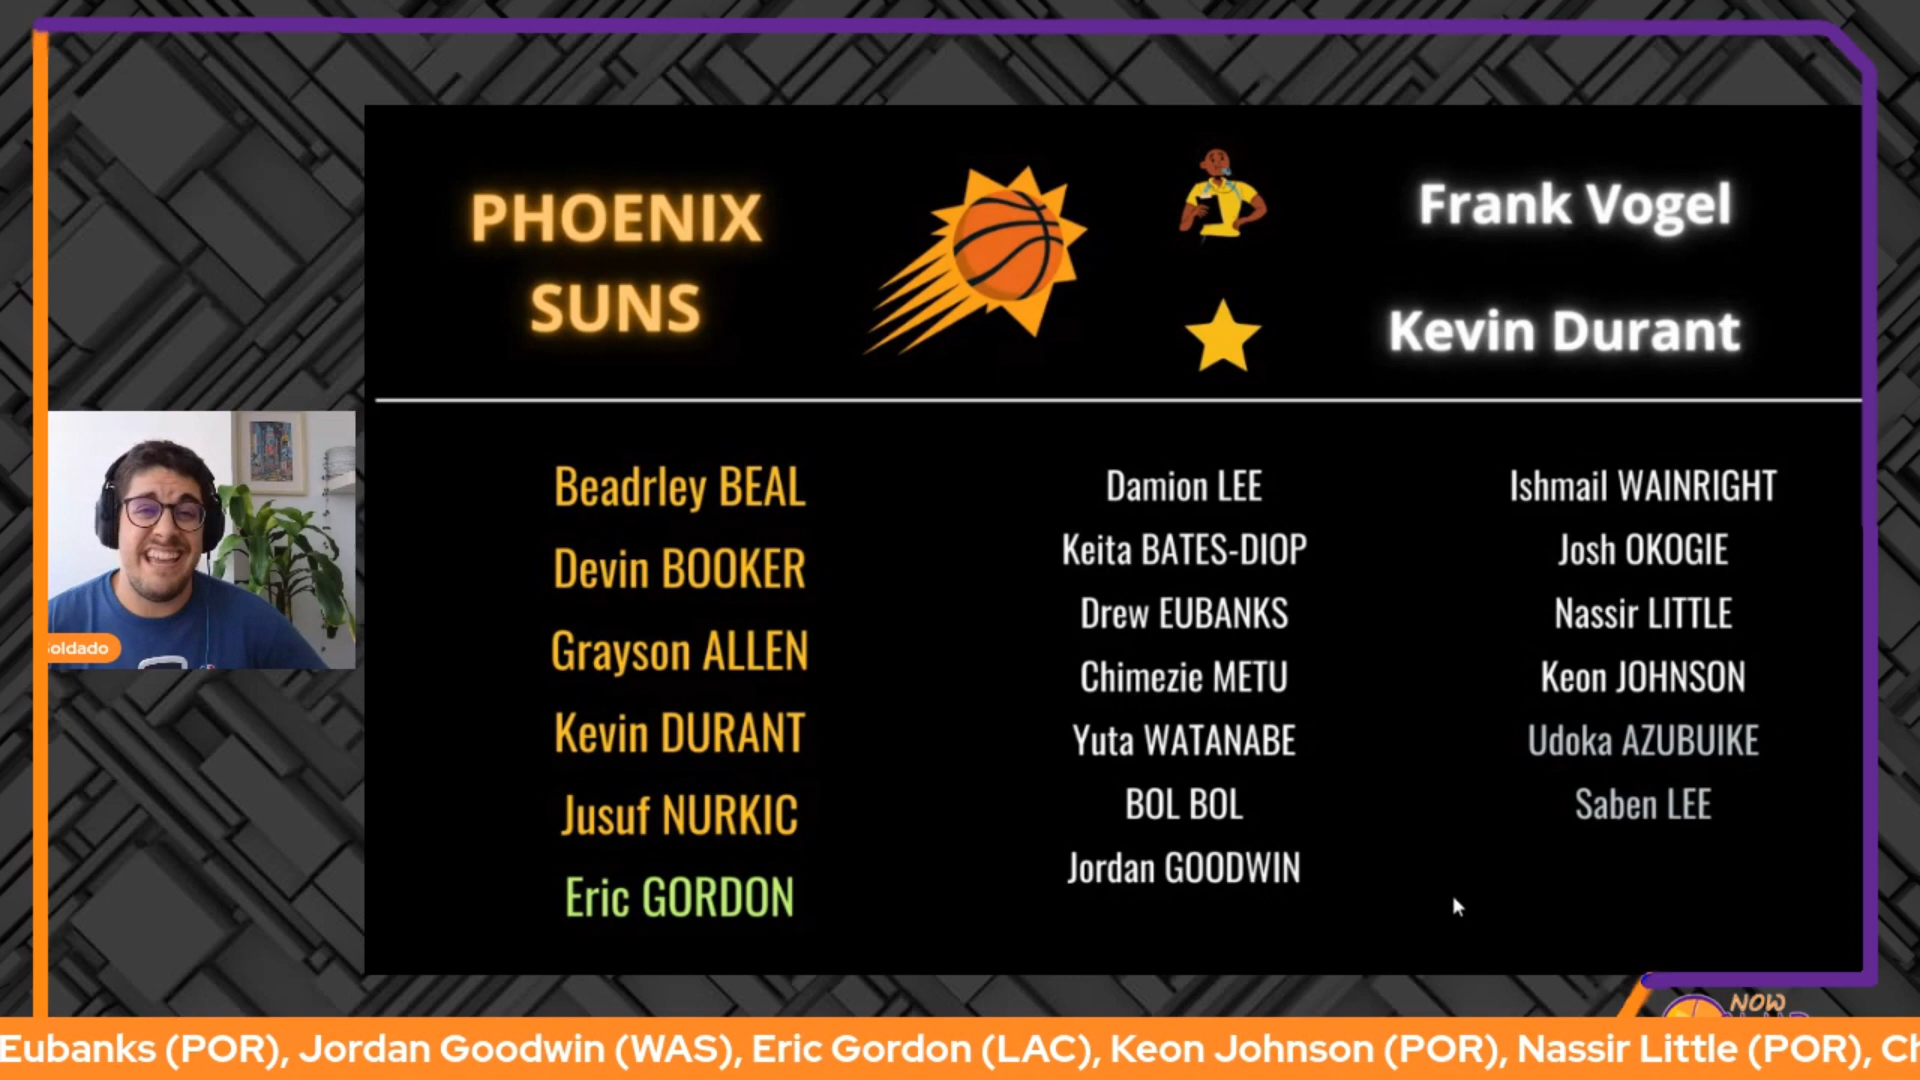 PHOENIX
SUNS
Frank Vogel
Kevin Durant
Beadrley BEAL
Devin BOOKER
Grayson ALLEN
Kevin DURANT
Jusuf NURKIC
Eric GORDON
Damion LEE
Keita BATES-DIOP
Drew EUBANKS
Chimezie METU
Yuta WATANABE
BOL BOL
Jordan GOODWIN
Ishmail WAINRIGHT
Josh OKOGIE
Nassir LITTLE
Keon JOHNSON
Udoka AZUBUIKE
Saben LEE
oldado
NOW
Eubanks (POR), Jordan Goodwin (WAS), Eric Gordon (LAC), Keon Johnson (POR), Nassir Little (POR), Ch